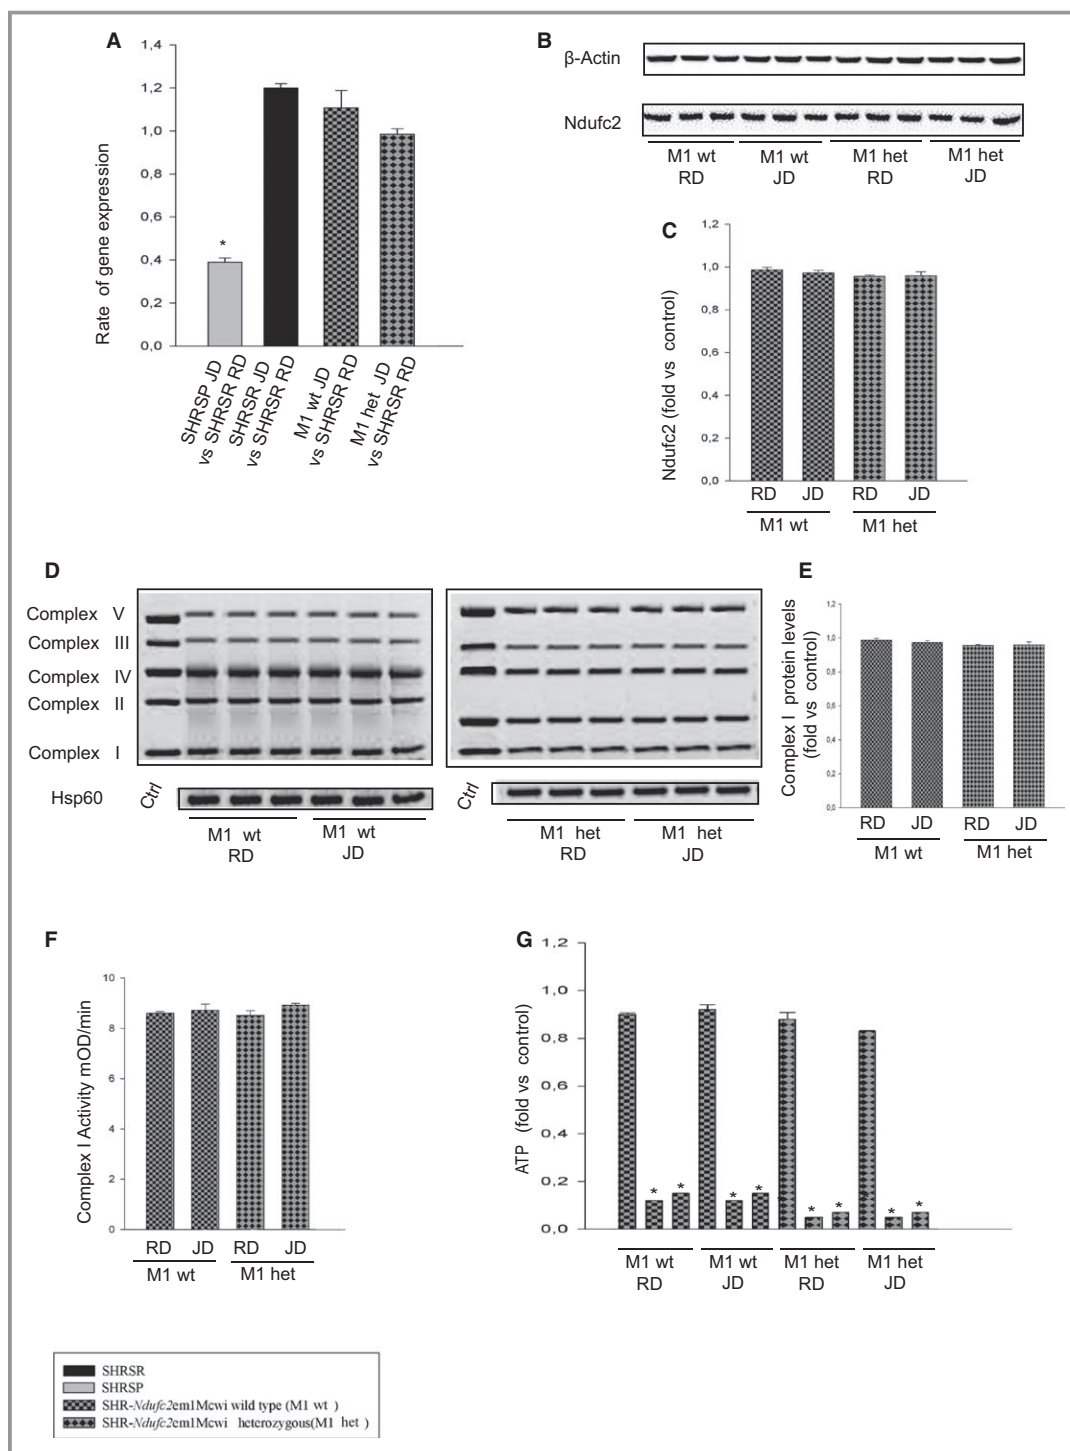 A
1,4
1,2
1,0
0,8
0,6
0,4
0,2
0,0
Rate of gene expression
*
SHRSP JD
vs SHRSR RD
SHRSR JD
vs SHRSR RD
M1 wt JD
vs SHRSR RD
M1 het JD
vs SHRSR RD
B
β-Actin
Ndufc2
M1 wt
RD
M1 wt
JD
M1 het
RD
M1 het
JD
C
1,2
1,0
0,8
0,6
0,4
0,2
0,0
Ndufc2 (fold vs control)
RD JD RD JD
M1 wt M1 het
D
Complex V
Complex III
Complex IV
Complex II
Complex I
Hsp60
Ctrl
M1 wt
RD
M1 wt
JD
Ctrl
M1 het
RD
M1 het
JD
E
1,2
1,0
0,8
0,6
0,4
0,2
0,0
Complex I protein levels
(fold vs control)
RD JD RD JD
M1 wt M1 het
F
10
8
6
4
2
0
Complex I Activity mOD/min
RD JD RD JD
M1 wt M1 het
G
1,2
1,0
0,8
0,6
0,4
0,2
0,0
ATP (fold vs control)
* * * * * * * *
M1 wt
RD
M1 wt
JD
M1 het
RD
M1 het
JD
SHRSR
SHRSP
SHR-Ndufc2em1Mcwi wild type (M1 wt )
SHR-Ndufc2em1Mcwi heterozygous(M1 het )